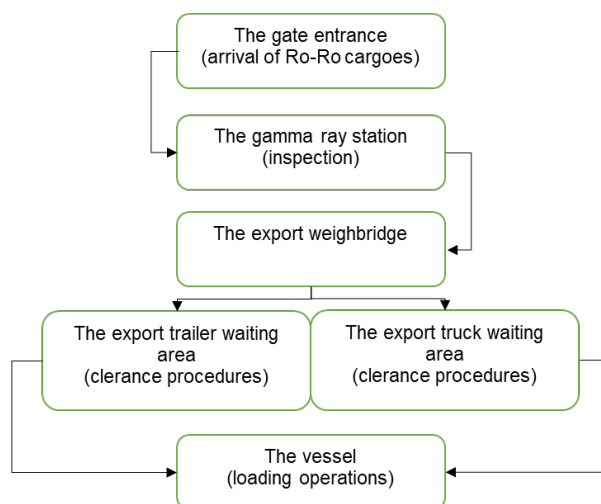 The gate entrance
(arrival of Ro-Ro cargoes)
The gamma ray station
(inspection)
The export weighbridge
The export trailer waiting
area
(clerance procedures)
The export truck waiting
area
(clerance procedures)
The vessel
(loading operations)